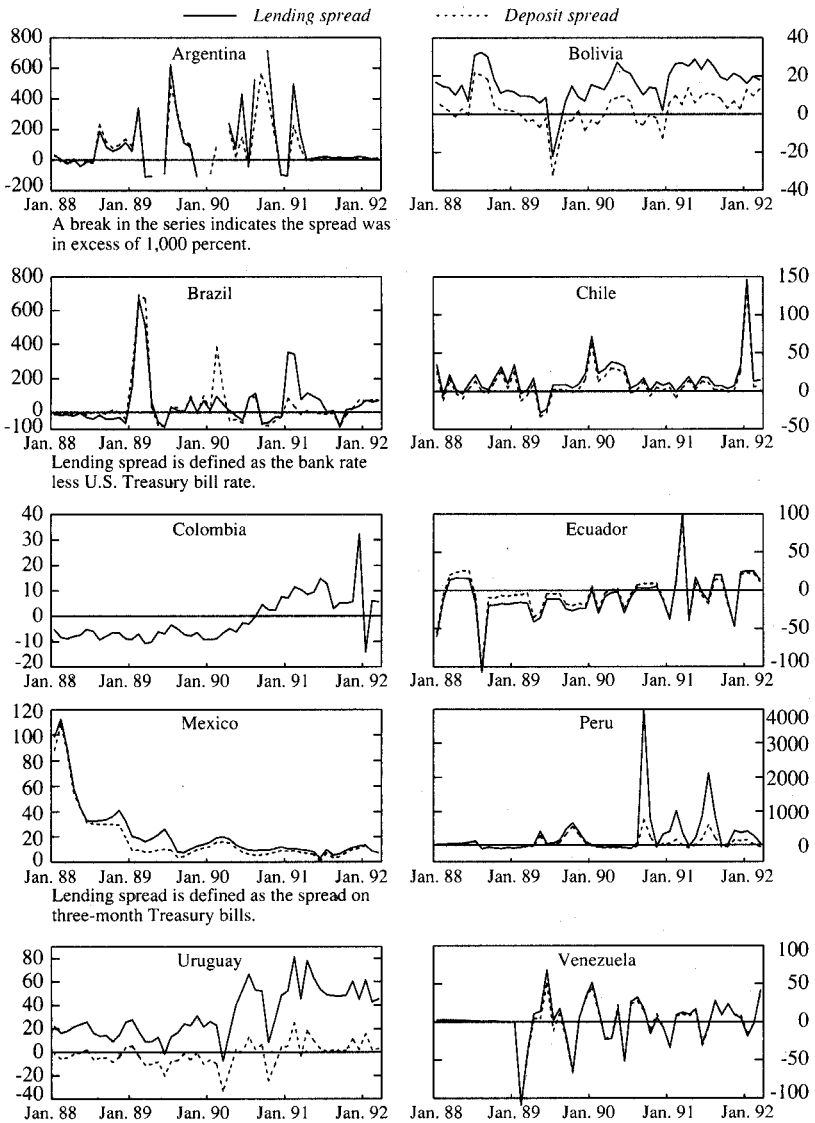 Lending spread Deposit spread
Argentina
800
600
400
200
0
-200
Jan. 88 Jan. 89 Jan. 90 Jan. 91 Jan. 92
A break in the series indicates the spread was
in excess of 1,000 percent.
Bolivia
40
20
0
-20
-40
Jan. 88 Jan. 89 Jan. 90 Jan. 91 Jan. 92
Brazil
800
600
400
200
0
-100
Jan. 88 Jan. 89 Jan. 90 Jan. 91 Jan. 92
Lending spread is defined as the bank rate
less U.S. Treasury bill rate.
Chile
150
100
50
0
-50
Jan. 88 Jan. 89 Jan. 90 Jan. 91 Jan. 92
Colombia
40
30
20
10
0
-10
-20
Jan. 88 Jan. 89 Jan. 90 Jan. 91 Jan. 92
Ecuador
100
50
0
-50
-100
Jan. 88 Jan. 89 Jan. 90 Jan. 91 Jan. 92
Mexico
120
100
80
60
40
20
0
Jan. 88 Jan. 89 Jan. 90 Jan. 91 Jan. 92
Lending spread is defined as the spread on
three-month Treasury bills.
Peru
4000
3000
2000
1000
0
Jan. 88 Jan. 89 Jan. 90 Jan. 91 Jan. 92
Uruguay
80
60
40
20
0
-20
-40
Jan. 88 Jan. 89 Jan. 90 Jan. 91 Jan. 92
Venezuela
100
50
0
-50
-100
Jan. 88 Jan. 89 Jan. 90 Jan. 91 Jan. 92